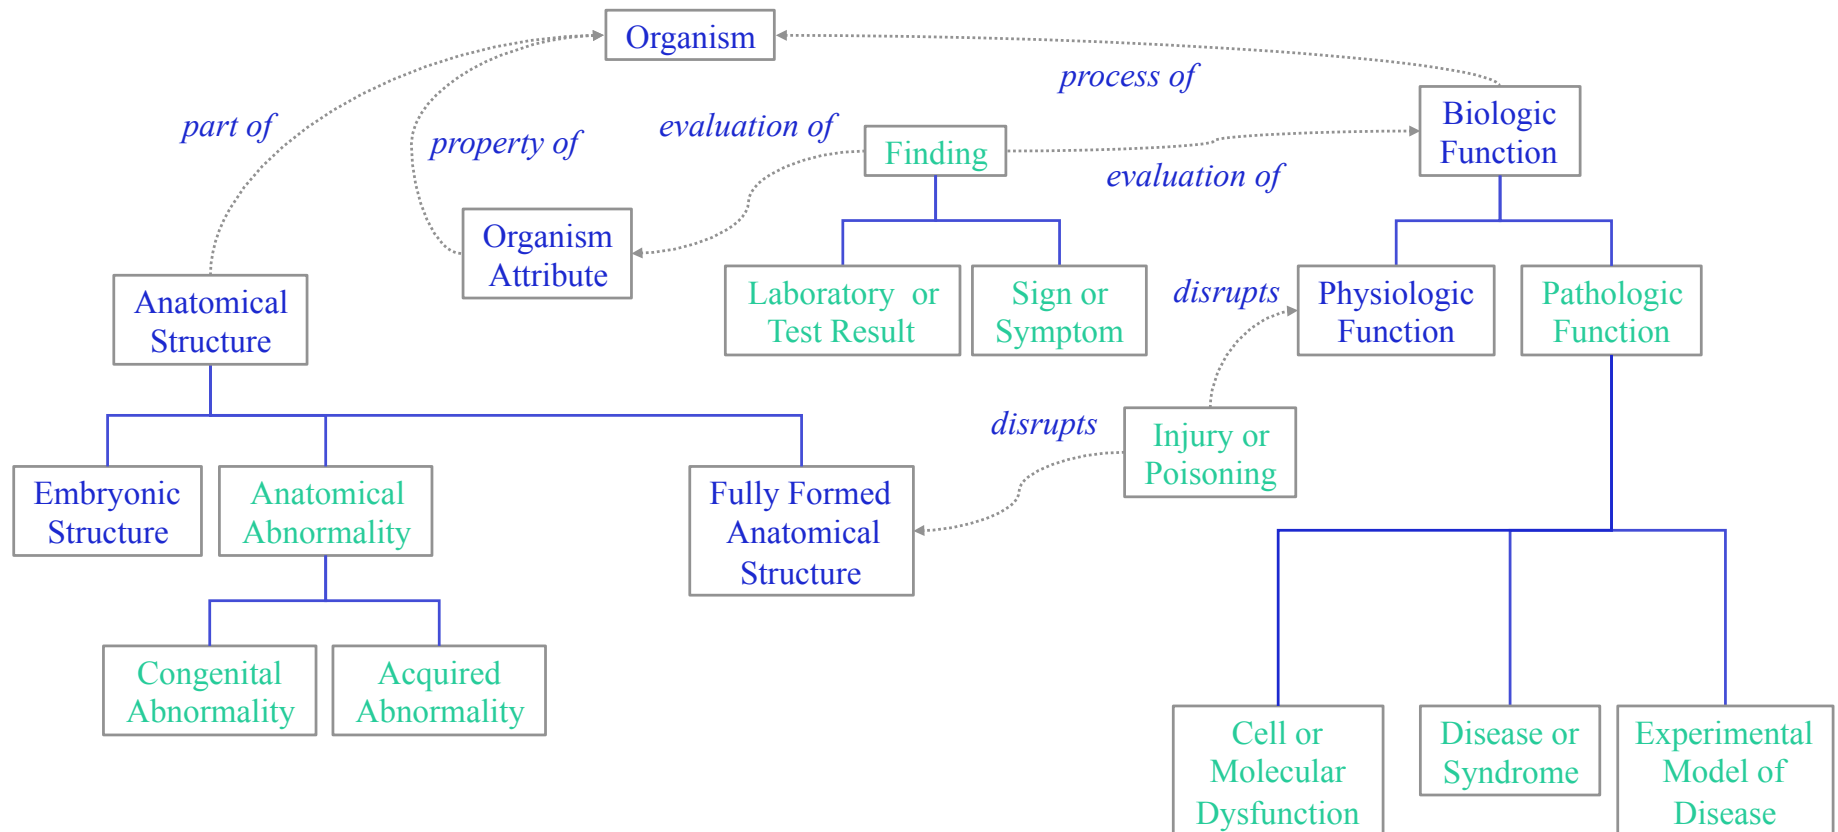 Organism
process of
part of
property of
evaluation of
Finding
evaluation of
Biologic
Function
Organism
Attribute
Anatomical
Structure
Laboratory or
Test Result
Sign or
Symptom
disrupts
Physiologic
Function
Pathologic
Function
disrupts
Injury or
Poisoning
Embryonic
Structure
Anatomical
Abnormality
Fully Formed
Anatomical
Structure
Congenital
Abnormality
Acquired
Abnormality
Cell or
Molecular
Dysfunction
Disease or
Syndrome
Experimental
Model of
Disease